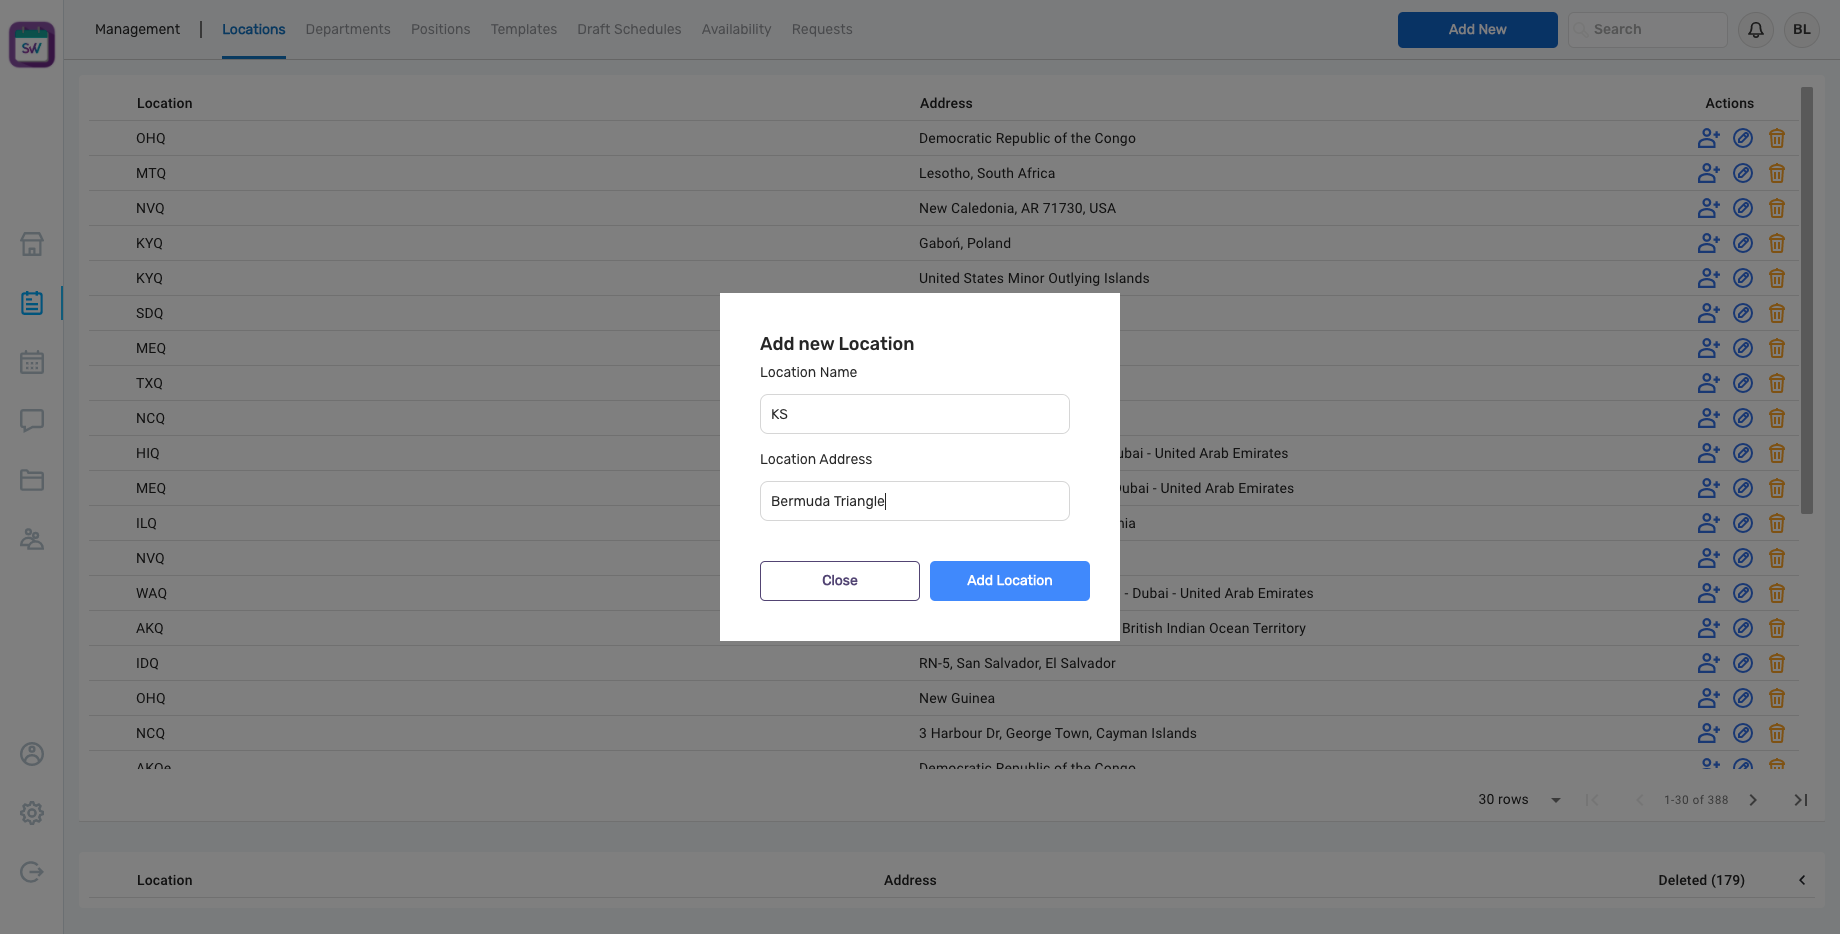 SW
Management | Locations Departments Positions Templates Draft Schedules Availability Requests Add New Search BL
Location Address Actions
OHQ Democratic Republic of the Congo
MTQ Lesotho, South Africa
NVQ New Caledonia, AR 71730, USA
KYQ Gaboń, Poland
KYQ United States Minor Outlying Islands
SDQ
MEQ
TXQ
NCQ
HIQ ubai - United Arab Emirates
MEQ Dubai - United Arab Emirates
ILQ nia
NVQ
WAQ - Dubai - United Arab Emirates
AKQ British Indian Ocean Territory
IDQ RN-5, San Salvador, El Salvador
OHQ New Guinea
NCQ 3 Harbour Dr, George Town, Cayman Islands
AKQe Democratic Republic of the Congo
Add new Location
Location Name
KS
Location Address
Bermuda Triangle
Close Add Location
30 rows 1-30 of 388
Location Address Deleted (179)